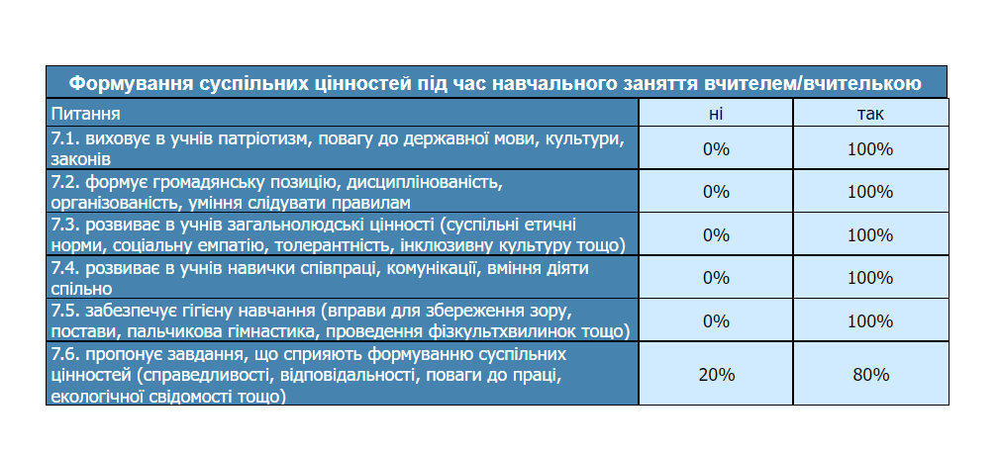 Формування суспільних цінностей під час навчального заняття вчителем/вчителькою
Питання ні так
7.1. виховує в учнів патріотизм, повагу до державної мови, культури,
законів
0% 100%
7.2. формує громадянську позицію, дисциплінованість,
організованість, уміння слідувати правилам
0% 100%
7.3. розвиває в учнів загальнолюдські цінності (суспільні етичні
норми, соціальну емпатію, толерантність, інклюзивну культуру тощо)
0% 100%
7.4. розвиває в учнів навички співпраці, комунікації, вміння діяти
спільно
0% 100%
7.5. забезпечує гігієну навчання (вправи для збереження зору,
постави, пальчикова гімнастика, проведення фізкультхвилинок тощо)
0% 100%
7.6. пропонує завдання, що сприяють формуванню суспільних
цінностей (справедливості, відповідальності, поваги до праці,
екологічної свідомості тощо)
20% 80%